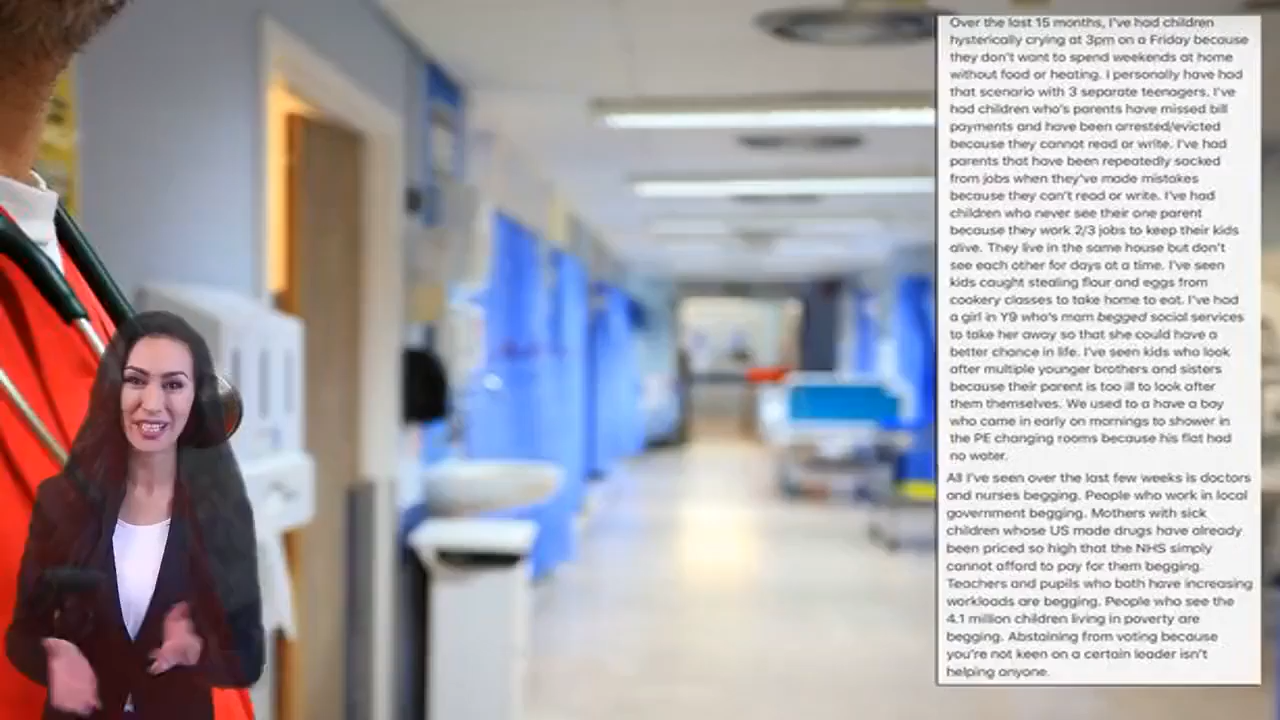 Over the last 15 months, I've had children
hysterically crying at 3pm on a Friday because
they don't want to spend weekends at home
without food or heating. I personally have had
that scenario with 3 separate teenagers. I've
had children who's parents have missed bill
payments and have been arrested/evicted
because they cannot read or write. I've had
parents that have been repeatedly sacked
from jobs when they've made mistakes
because they can't read or write. I've had
children who never see their one parent
because they work 2/3 jobs to keep their kids
alive. They live in the same house but don't
see each other for days at a time. I've seen
kids caught stealing flour and eggs from
cookery classes to take home to eat. I've had
a girl in Y9 who's mam begged social services
to take her away so that she could have a
better chance in life. I've seen kids who look
after multiple younger brothers and sisters
because their parent is too ill to look after
them themselves. We used to a have a boy
who came in early on mornings to shower in
the PE changing rooms because his flat had
no water.
All I've seen over the last few weeks is doctors
and nurses begging. People who work in local
government begging. Mothers with sick
children whose US made drugs have already
been priced so high that the NHS simply
cannot afford to pay for them begging.
Teachers and pupils who both have increasing
workloads are begging. People who see the
4.1 million children living in poverty are
begging. Abstaining from voting because
you're not keen on a certain leader isn't
helping anyone.